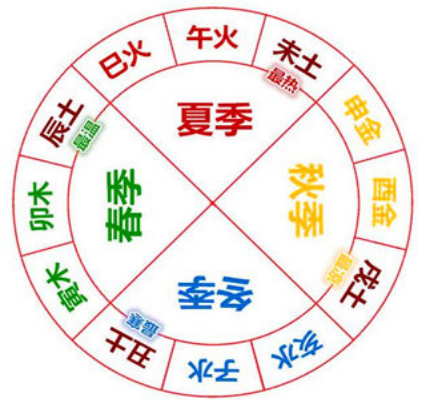 午火
未土
最热
申金
酉金
戌土
最凉
亥水
子水
丑土
最寒
寅木
卯木
辰土
最温
巳火
夏季
秋季
冬季
春季